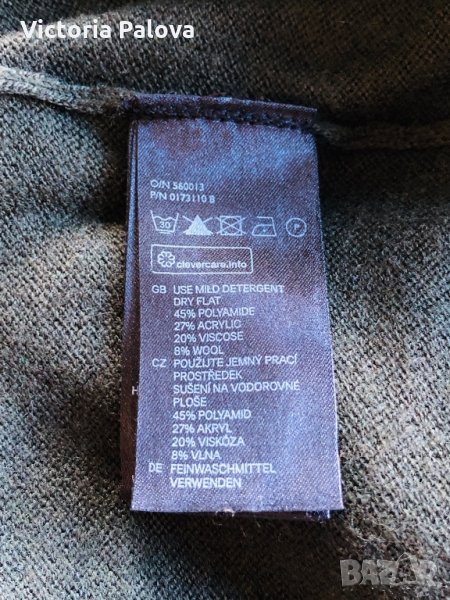 Victoria Palova
O/N 560013
P/N 0173110 8
30
P
clevercare.info
GB USE MILD DETERGENT
DRY FLAT
45% POLYAMIDE
27% ACRYLIC
20% VISCOSE
8% WOOL
CZ POUŽIJTE JEMNÝ PRACÍ
PROSTŘEDEK
SUŠENÍ NA VODOROVNÉ
PLOŠE
45% POLYAMID
27% AKRYL
20% VISKÓZA
8% VLNA
DE FEINWASCHMITTEL
VERWENDEN
H
BAZAR